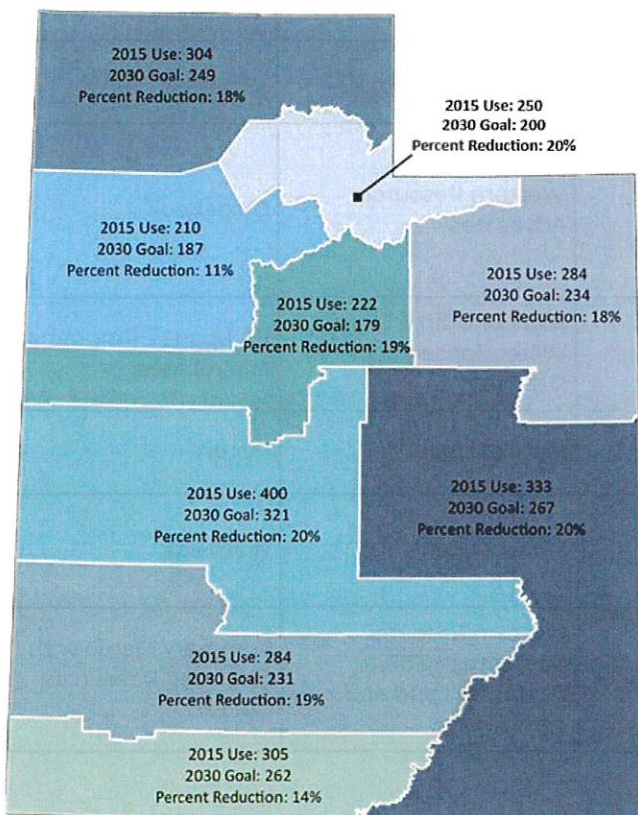 2015 Use: 304
2030 Goal: 249
Percent Reduction: 18%
2015 Use: 250
2030 Goal: 200
Percent Reduction: 20%
2015 Use: 210
2030 Goal: 187
Percent Reduction: 11%
2015 Use: 284
2030 Goal: 234
Percent Reduction: 18%
2015 Use: 222
2030 Goal: 179
Percent Reduction: 19%
2015 Use: 400
2030 Goal: 321
Percent Reduction: 20%
2015 Use: 333
2030 Goal: 267
Percent Reduction: 20%
2015 Use: 284
2030 Goal: 231
Percent Reduction: 19%
2015 Use: 305
2030 Goal: 262
Percent Reduction: 14%